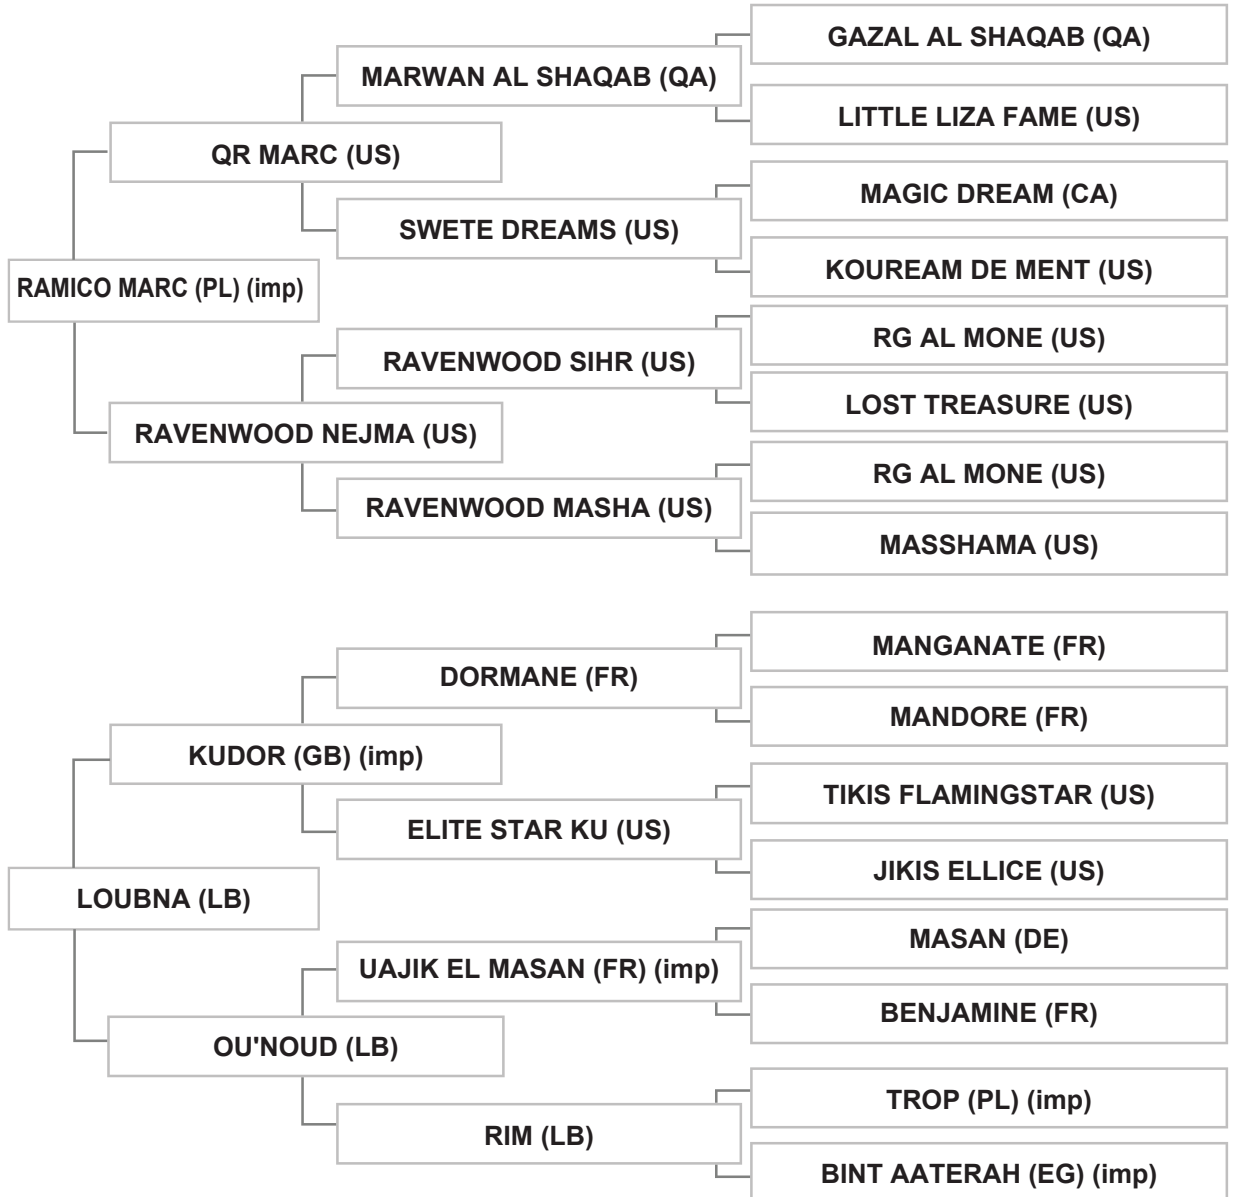 GAZAL AL SHAQAB (QA)
MARWAN AL SHAQAB (QA)
LITTLE LIZA FAME (US)
QR MARC (US)
MAGIC DREAM (CA)
SWETE DREAMS (US)
KOUREAM DE MENT (US)
RAMICO MARC (PL) (imp)
RG AL MONE (US)
RAVENWOOD SIHR (US)
LOST TREASURE (US)
RAVENWOOD NEJMA (US)
RG AL MONE (US)
RAVENWOOD MASHA (US)
MASSHAMA (US)
MANGANATE (FR)
DORMANE (FR)
MANDORE (FR)
KUDOR (GB) (imp)
TIKIS FLAMINGSTAR (US)
ELITE STAR KU (US)
JIKIS ELLICE (US)
LOUBNA (LB)
MASAN (DE)
UAJIK EL MASAN (FR) (imp)
BENJAMINE (FR)
OU'NOUD (LB)
TROP (PL) (imp)
RIM (LB)
BINT AATERAH (EG) (imp)